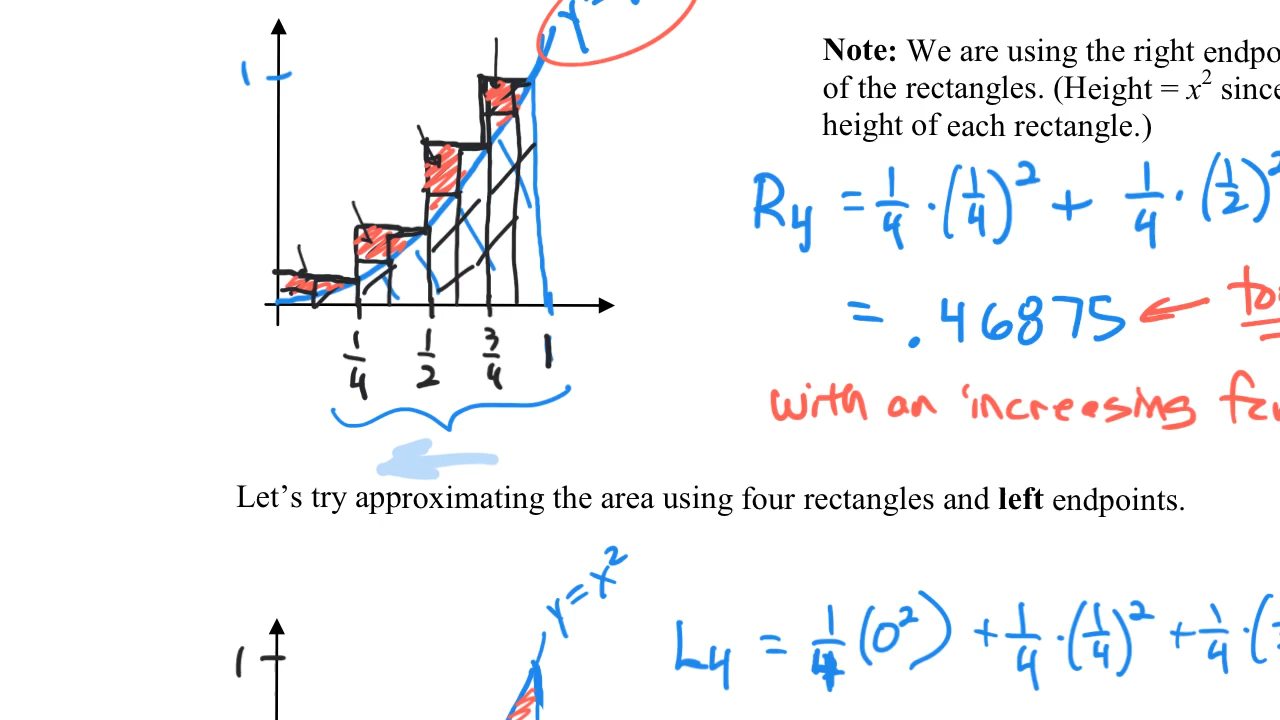 1
Note: We are using the right endpo
of the rectangles. (Height = x² since
height of each rectangle.)
R₄ = 1/4 · (1/4)² + 1/4 · (1/2)²
= .46875 ←
with an increasing
1/4 1/2 3/4 1
Let's try approximating the area using four rectangles and left endpoints.
y = x²
1
L₄ = 1/4 (0²) + 1/4 · (1/4)² + 1/4 · (